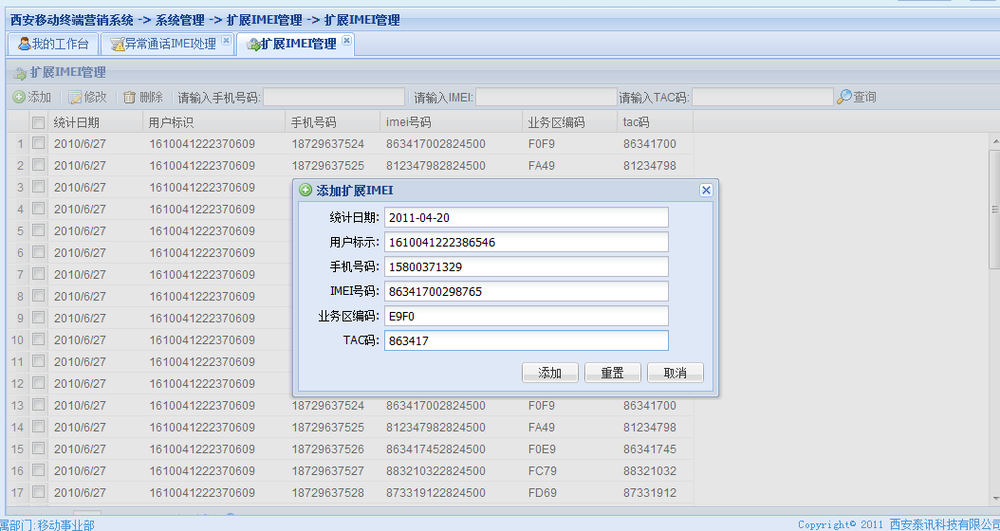 西安移动终端营销系统 -> 系统管理 -> 扩展IMEI管理 -> 扩展IMEI管理
我的工作台 异常通话IMEI处理 扩展IMEI管理
扩展IMEI管理
添加 修改 删除 请输入手机号码: 请输入IMEI: 请输入TAC码: 查询
统计日期 用户标识 手机号码 imei号码 业务区编码 tac码
1 2010/6/27 1610041222370609 18729637524 863417002824500 F0F9 86341700
2 2010/6/27 1610041222370609 18729637525 812347982824500 FA49 81234798
3 2010/6/27 1610041222370609
4 2010/6/27 1610041222370609
5 2010/6/27 1610041222370609
6 2010/6/27 1610041222370609
7 2010/6/27 1610041222370609
8 2010/6/27 1610041222370609
9 2010/6/27 1610041222370609
10 2010/6/27 1610041222370609
11 2010/6/27 1610041222370609
12 2010/6/27 1610041222370609
13 2010/6/27 1610041222370609 18729637524 863417002824500 F0F9 86341700
14 2010/6/27 1610041222370609 18729637525 812347982824500 FA49 81234798
15 2010/6/27 1610041222370609 18729637526 863417452824500 F0E9 86341745
16 2010/6/27 1610041222370609 18729637527 883210322824500 FC79 88321032
17 2010/6/27 1610041222370609 18729637528 873319122824500 FD69 87331912
添加扩展IMEI
统计日期: 2011-04-20
用户标示: 1610041222386546
手机号码: 15800371329
IMEI号码: 86341700298765
业务区编码: E9F0
TAC码: 863417
添加 重置 取消
属部门:移动事业部 Copyright© 2011 西安泰讯科技有限公司